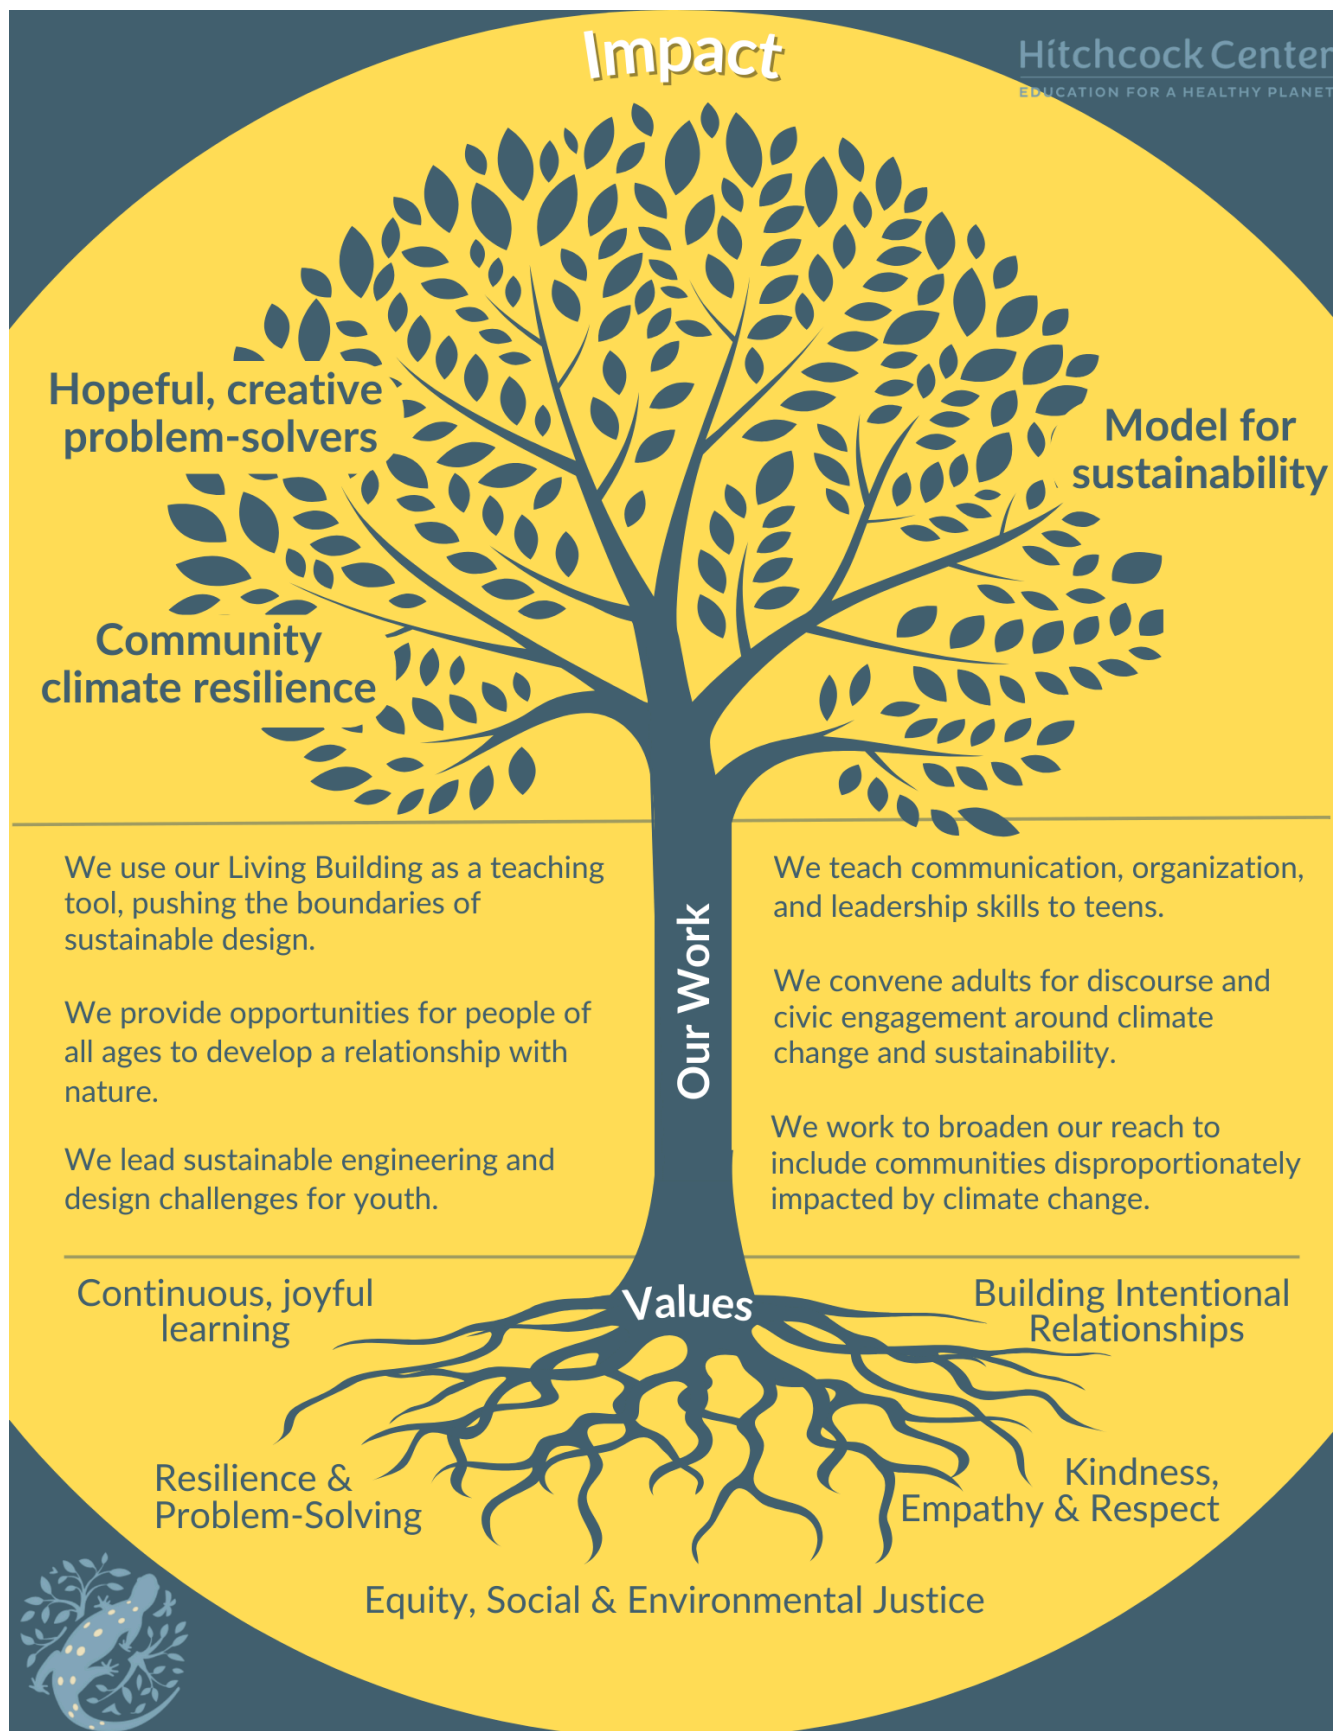 Impact
Hitchcock Center
EDUCATION FOR A HEALTHY PLANET
Hopeful, creative
problem-solvers
Model for
sustainability
Community
climate resilience
We use our Living Building as a teaching
tool, pushing the boundaries of
sustainable design.
We provide opportunities for people of
all ages to develop a relationship with
nature.
We lead sustainable engineering and
design challenges for youth.
Our Work
We teach communication, organization,
and leadership skills to teens.
We convene adults for discourse and
civic engagement around climate
change and sustainability.
We work to broaden our reach to
include communities disproportionately
impacted by climate change.
Values
Continuous, joyful
learning
Building Intentional
Relationships
Resilience &
Problem-Solving
Kindness,
Empathy & Respect
Equity, Social & Environmental Justice